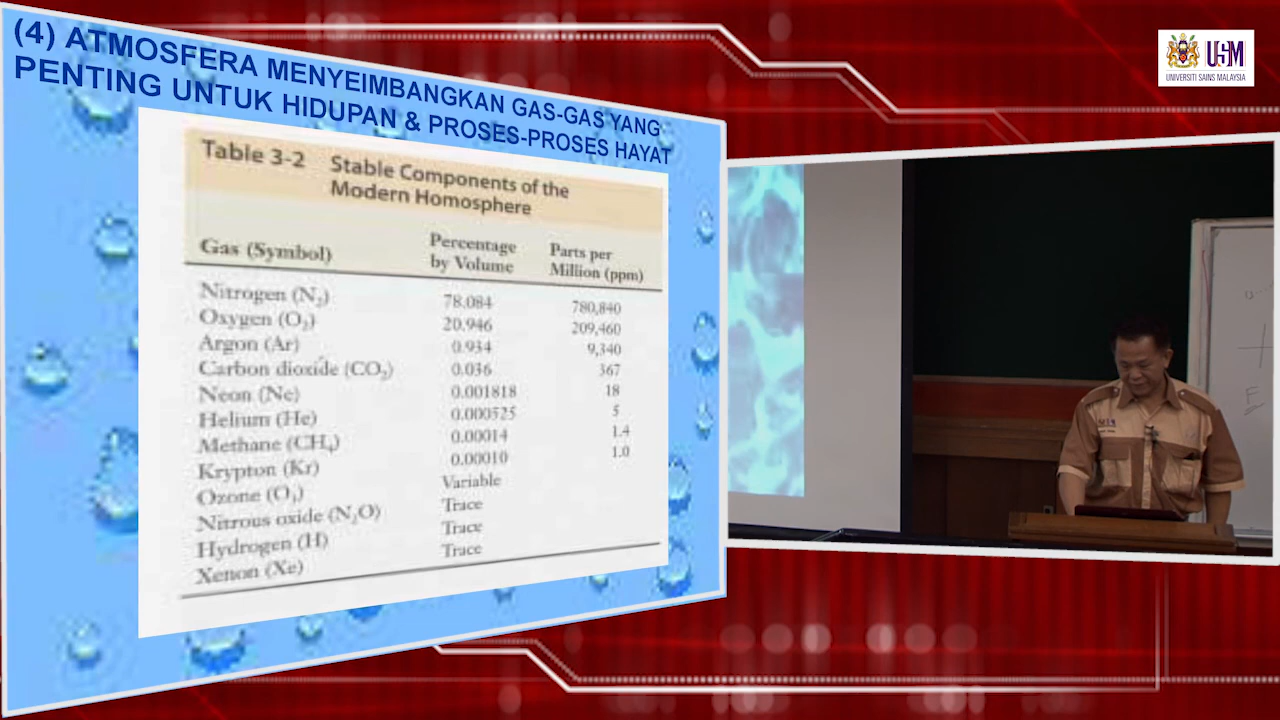 (4) ATMOSFERA MENYEIMBANGKAN GAS-GAS YANG
PENTING UNTUK HIDUPAN & PROSES-PROSES HAYAT
Table 3-2 Stable Components of the
Modern Homosphere
Gas (Symbol) Percentage by Volume Parts per Million (ppm)
Nitrogen (N₂) 78.084 780,840
Oxygen (O₂) 20.946 209,460
Argon (Ar) 0.934 9,340
Carbon dioxide (CO₂) 0.036 367
Neon (Ne) 0.001818 18
Helium (He) 0.000525 5
Methane (CH₄) 0.00014 1.4
Krypton (Kr) 0.00010 1.0
Ozone (O₃) Variable
Nitrous oxide (N₂O) Trace
Hydrogen (H) Trace
Xenon (Xe) Trace
USM
UNIVERSITI SAINS MALAYSIA